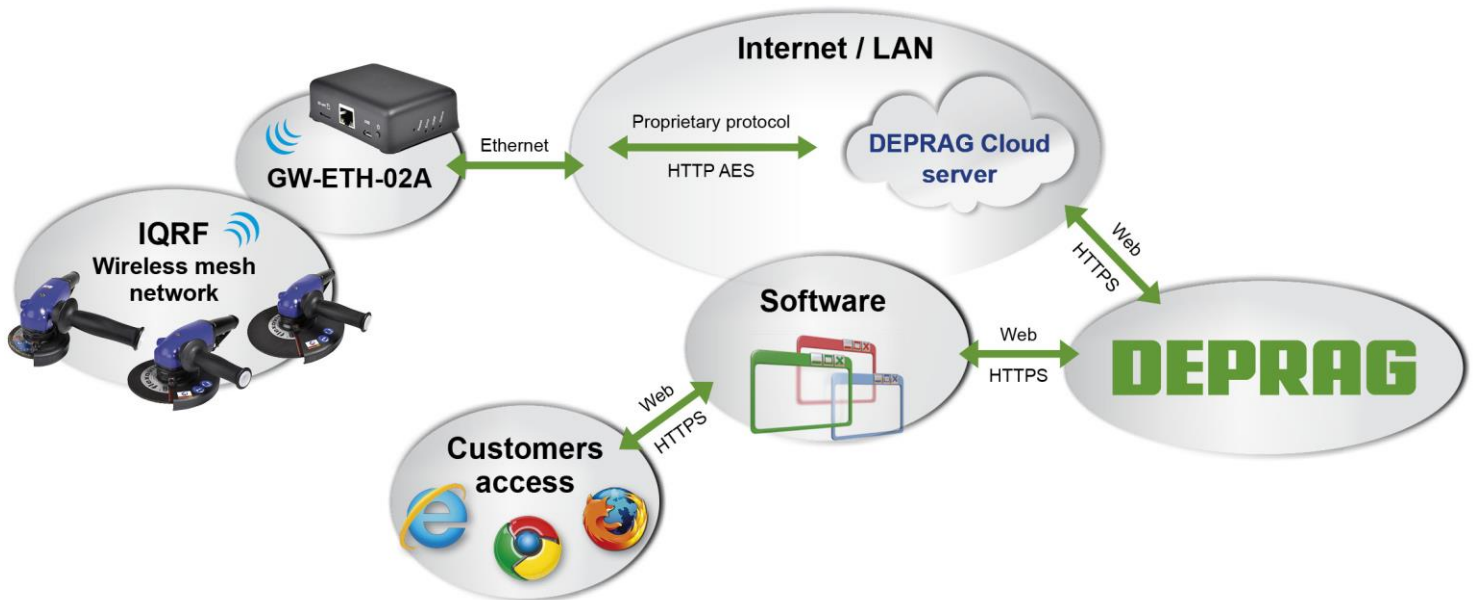 Internet / LAN
Proprietary protocol
HTTP AES
DEPRAG Cloud
server
Ethernet
GW-ETH-02A
IQRF
Wireless mesh
network
Web
HTTPS
Software
Web
HTTPS
DEPRAG
Web
HTTPS
Customers
access